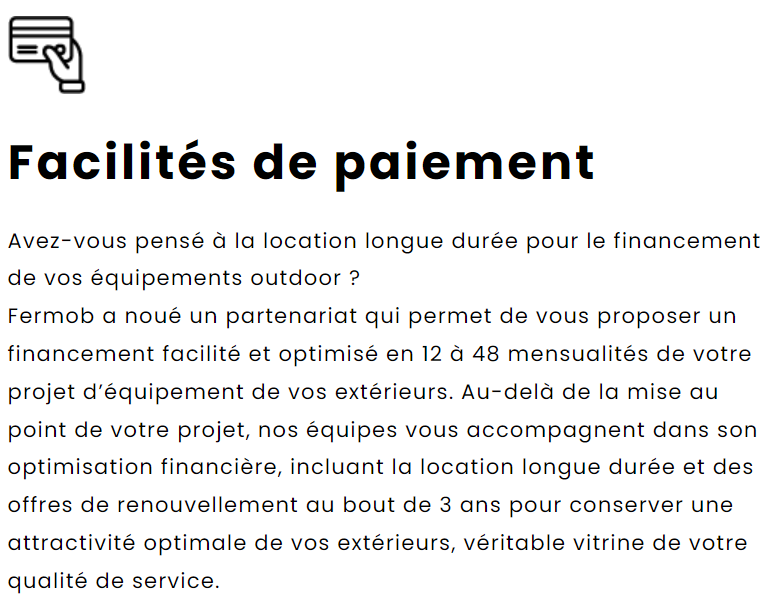 Facilités de paiement
Avez-vous pensé à la location longue durée pour le financement
de vos équipements outdoor ?
Fermob a noué un partenariat qui permet de vous proposer un
financement facilité et optimisé en 12 à 48 mensualités de votre
projet d’équipement de vos extérieurs. Au-delà de la mise au
point de votre projet, nos équipes vous accompagnent dans son
optimisation financière, incluant la location longue durée et des
offres de renouvellement au bout de 3 ans pour conserver une
attractivité optimale de vos extérieurs, véritable vitrine de votre
qualité de service.